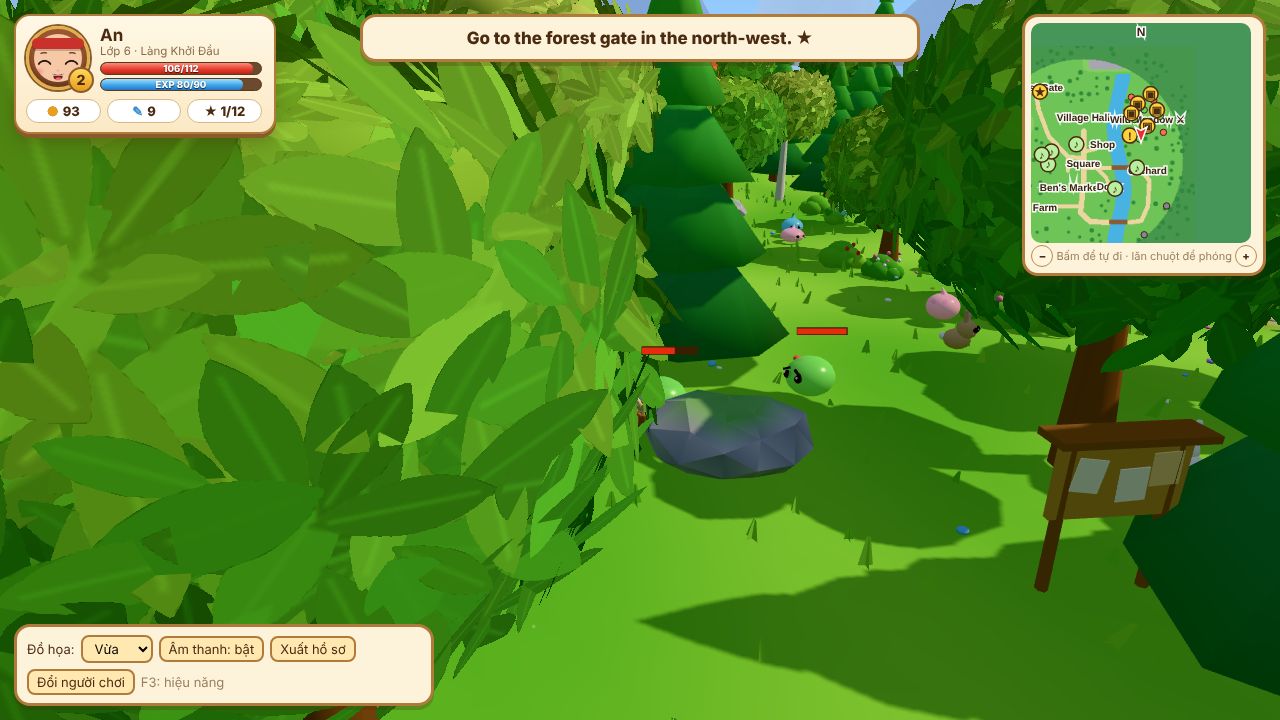 An
Lớp 6 · Làng Khởi Đầu
106/112
EXP 80/90
2
93
9
★ 1/12
Go to the forest gate in the north-west. ★
N
Village Hall
Shop
Square
Ben's Marke
Farm
− Bấm để tự đi · lăn chuột để phóng +
Đồ họa: Vừa Âm thanh: bật Xuất hồ sơ
Đổi người chơi F3: hiệu năng